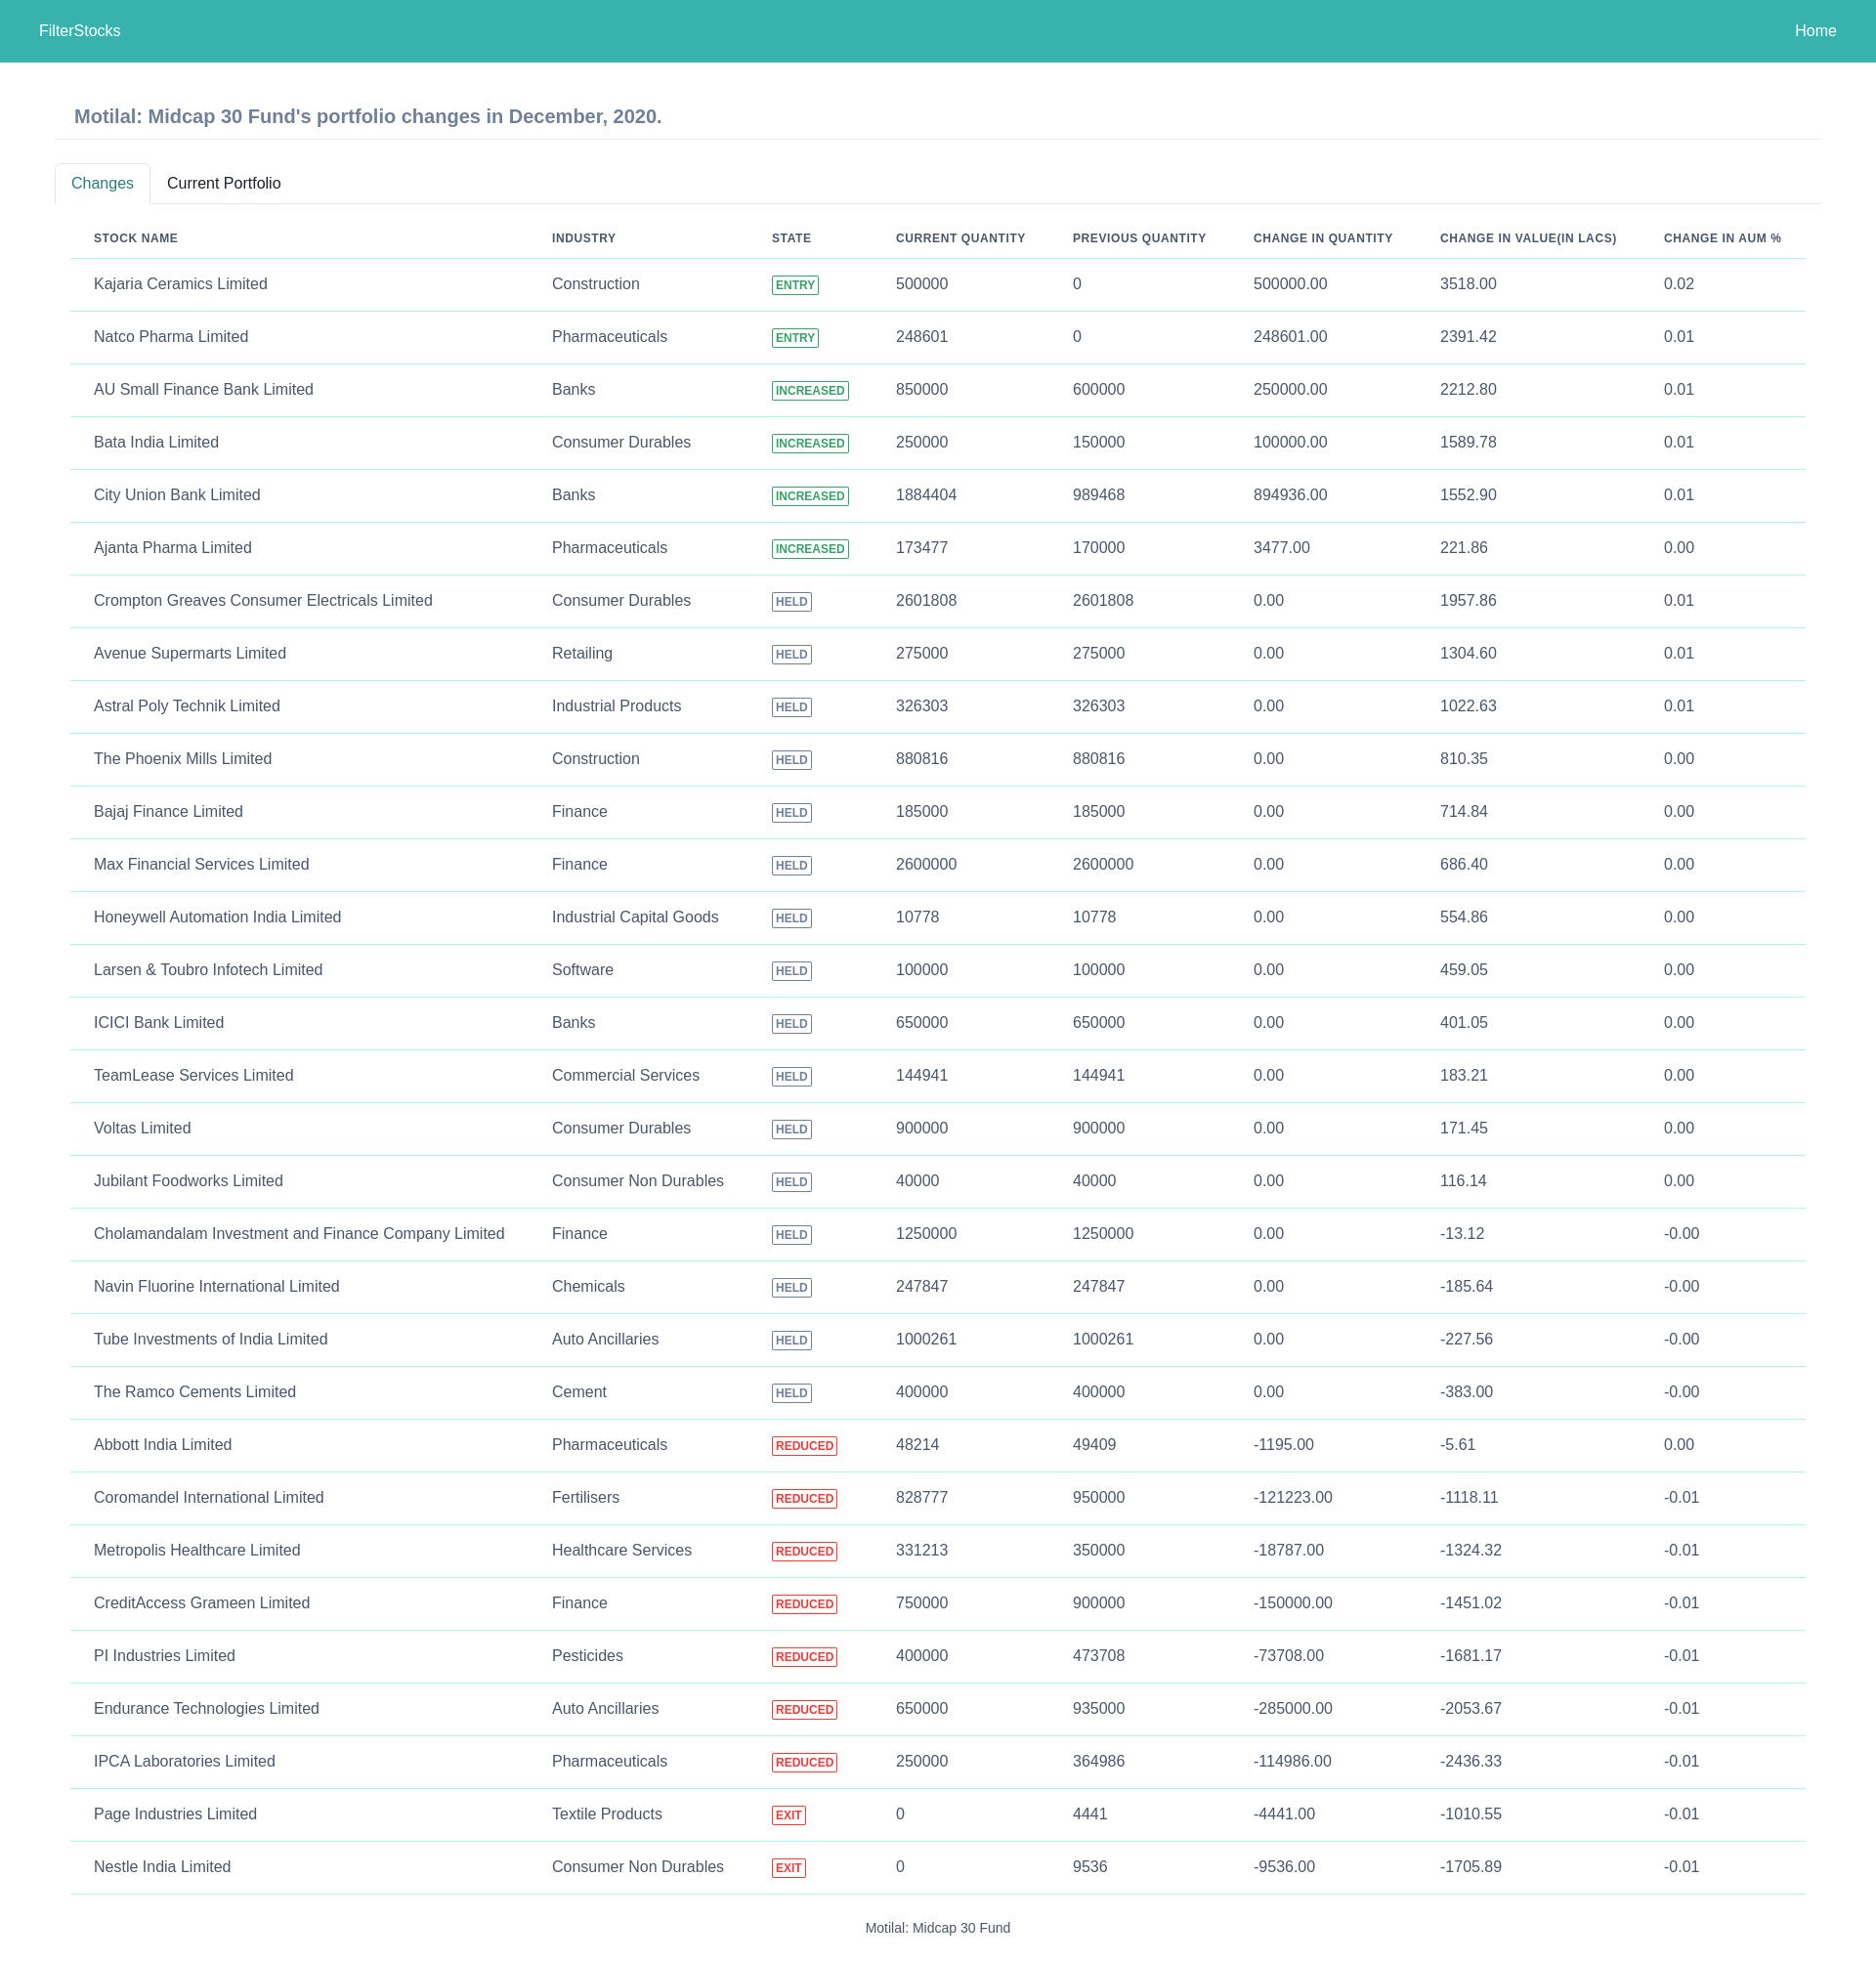 FilterStocks Home
Motilal: Midcap 30 Fund's portfolio changes in December, 2020.
Changes Current Portfolio
STOCK NAME INDUSTRY STATE CURRENT QUANTITY PREVIOUS QUANTITY CHANGE IN QUANTITY CHANGE IN VALUE(IN LACS) CHANGE IN AUM %
Kajaria Ceramics Limited Construction ENTRY 500000 0 500000.00 3518.00 0.02
Natco Pharma Limited Pharmaceuticals ENTRY 248601 0 248601.00 2391.42 0.01
AU Small Finance Bank Limited Banks INCREASED 850000 600000 250000.00 2212.80 0.01
Bata India Limited Consumer Durables INCREASED 250000 150000 100000.00 1589.78 0.01
City Union Bank Limited Banks INCREASED 1884404 989468 894936.00 1552.90 0.01
Ajanta Pharma Limited Pharmaceuticals INCREASED 173477 170000 3477.00 221.86 0.00
Crompton Greaves Consumer Electricals Limited Consumer Durables HELD 2601808 2601808 0.00 1957.86 0.01
Avenue Supermarts Limited Retailing HELD 275000 275000 0.00 1304.60 0.01
Astral Poly Technik Limited Industrial Products HELD 326303 326303 0.00 1022.63 0.01
The Phoenix Mills Limited Construction HELD 880816 880816 0.00 810.35 0.00
Bajaj Finance Limited Finance HELD 185000 185000 0.00 714.84 0.00
Max Financial Services Limited Finance HELD 2600000 2600000 0.00 686.40 0.00
Honeywell Automation India Limited Industrial Capital Goods HELD 10778 10778 0.00 554.86 0.00
Larsen & Toubro Infotech Limited Software HELD 100000 100000 0.00 459.05 0.00
ICICI Bank Limited Banks HELD 650000 650000 0.00 401.05 0.00
TeamLease Services Limited Commercial Services HELD 144941 144941 0.00 183.21 0.00
Voltas Limited Consumer Durables HELD 900000 900000 0.00 171.45 0.00
Jubilant Foodworks Limited Consumer Non Durables HELD 40000 40000 0.00 116.14 0.00
Cholamandalam Investment and Finance Company Limited Finance HELD 1250000 1250000 0.00 -13.12 -0.00
Navin Fluorine International Limited Chemicals HELD 247847 247847 0.00 -185.64 -0.00
Tube Investments of India Limited Auto Ancillaries HELD 1000261 1000261 0.00 -227.56 -0.00
The Ramco Cements Limited Cement HELD 400000 400000 0.00 -383.00 -0.00
Abbott India Limited Pharmaceuticals REDUCED 48214 49409 -1195.00 -5.61 0.00
Coromandel International Limited Fertilisers REDUCED 828777 950000 -121223.00 -1118.11 -0.01
Metropolis Healthcare Limited Healthcare Services REDUCED 331213 350000 -18787.00 -1324.32 -0.01
CreditAccess Grameen Limited Finance REDUCED 750000 900000 -150000.00 -1451.02 -0.01
PI Industries Limited Pesticides REDUCED 400000 473708 -73708.00 -1681.17 -0.01
Endurance Technologies Limited Auto Ancillaries REDUCED 650000 935000 -285000.00 -2053.67 -0.01
IPCA Laboratories Limited Pharmaceuticals REDUCED 250000 364986 -114986.00 -2436.33 -0.01
Page Industries Limited Textile Products EXIT 0 4441 -4441.00 -1010.55 -0.01
Nestle India Limited Consumer Non Durables EXIT 0 9536 -9536.00 -1705.89 -0.01
Motilal: Midcap 30 Fund